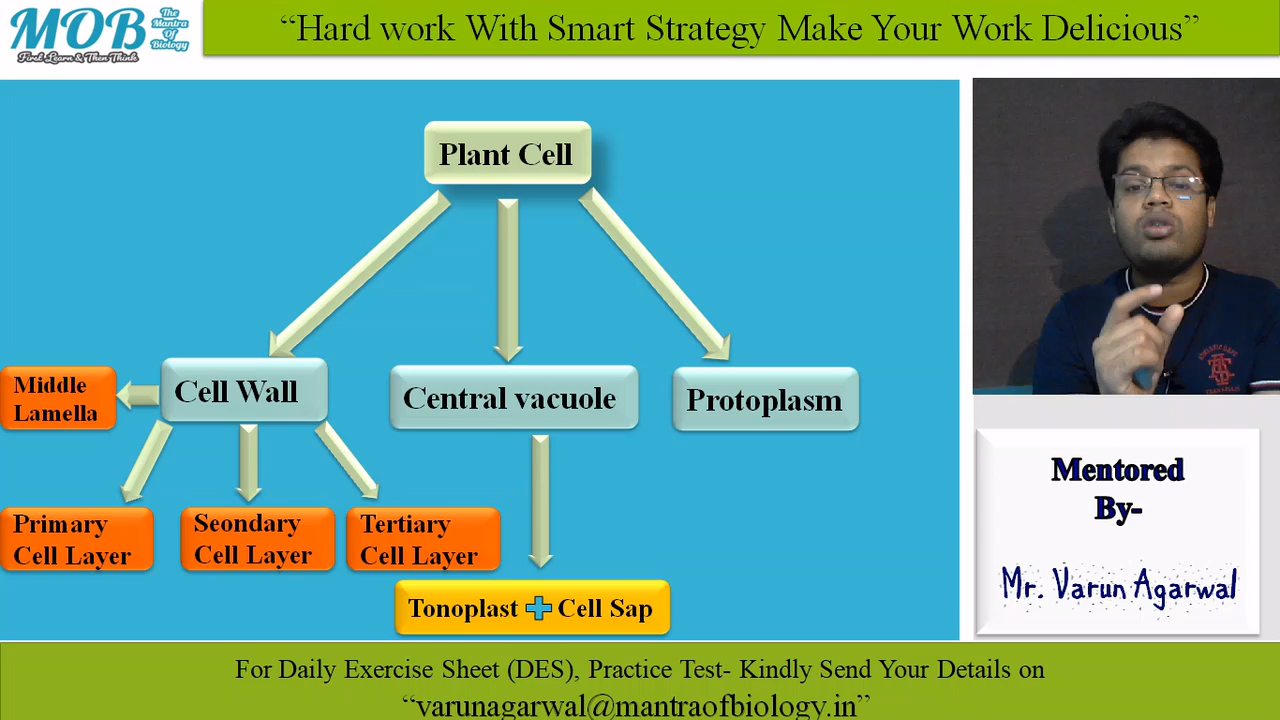 MOB
The
Mantra
Of
Biology
First Learn & Then Think
“Hard work With Smart Strategy Make Your Work Delicious”
Plant Cell
Middle
Lamella
Cell Wall
Central vacuole
Protoplasm
Primary
Cell Layer
Seondary
Cell Layer
Tertiary
Cell Layer
Tonoplast + Cell Sap
Mentored
By-
Mr. Varun Agarwal
For Daily Exercise Sheet (DES), Practice Test- Kindly Send Your Details on
“varunagarwal@mantraofbiology.in”